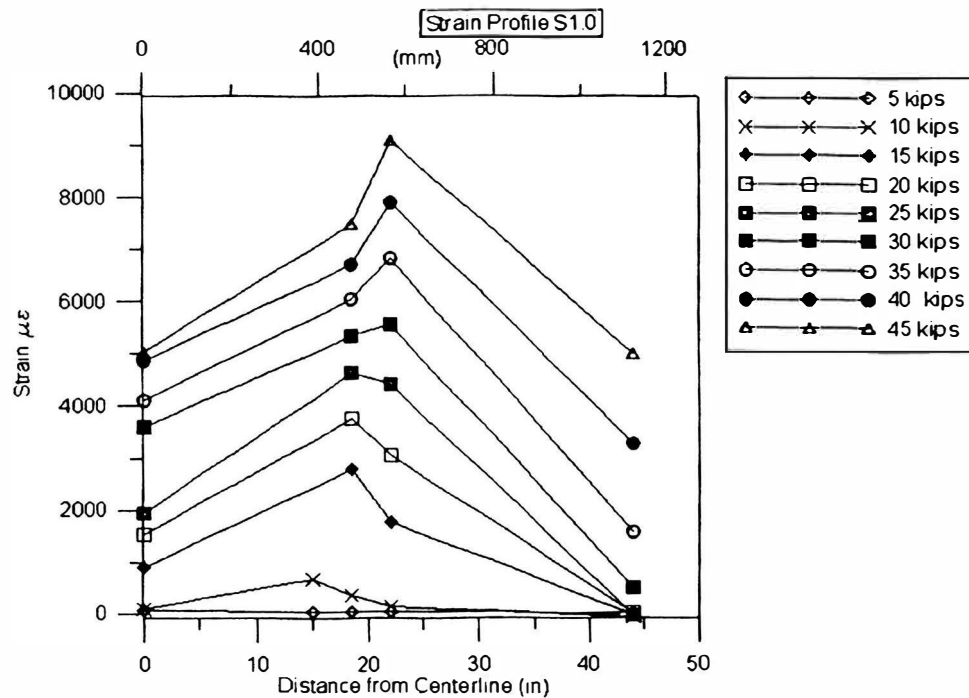 Strain Profile S1.0
0 400 800 1200
(mm)
10000
8000
6000
4000
2000
0
Strain με
0 10 20 30 40 50
Distance from Centerline (in)
5 kips
10 kips
15 kips
20 kips
25 kips
30 kips
35 kips
40 kips
45 kips